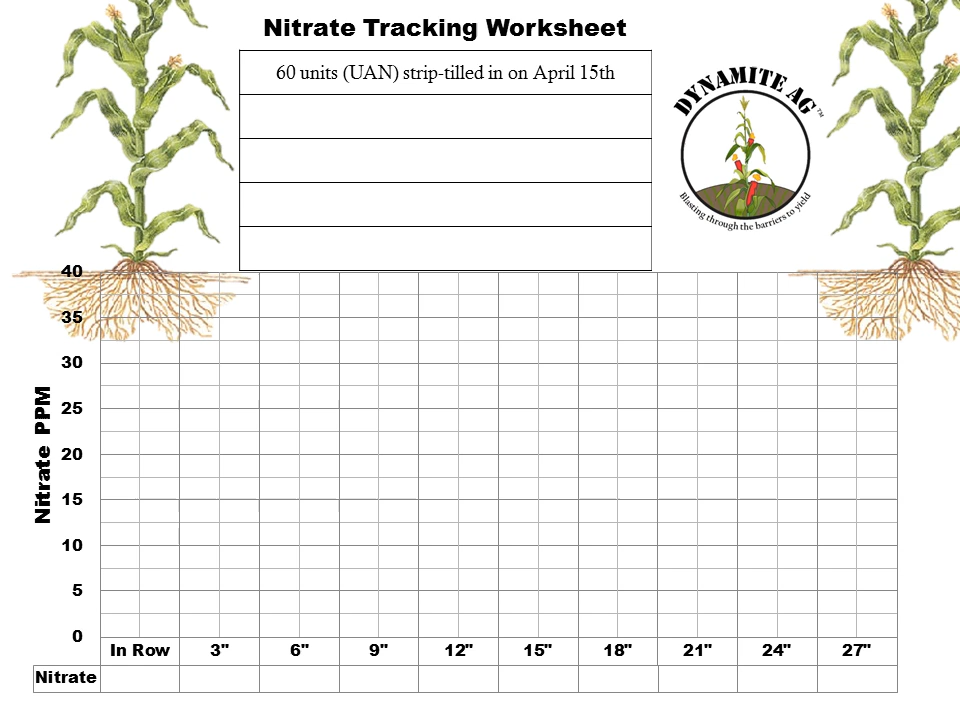 Nitrate Tracking Worksheet
60 units (UAN) strip-tilled in on April 15th
DYNAMITE AG™
Blasting through the barriers to yield
40
35
30
25
20
15
10
5
0
Nitrate PPM
In Row 3" 6" 9" 12" 15" 18" 21" 24" 27"
Nitrate